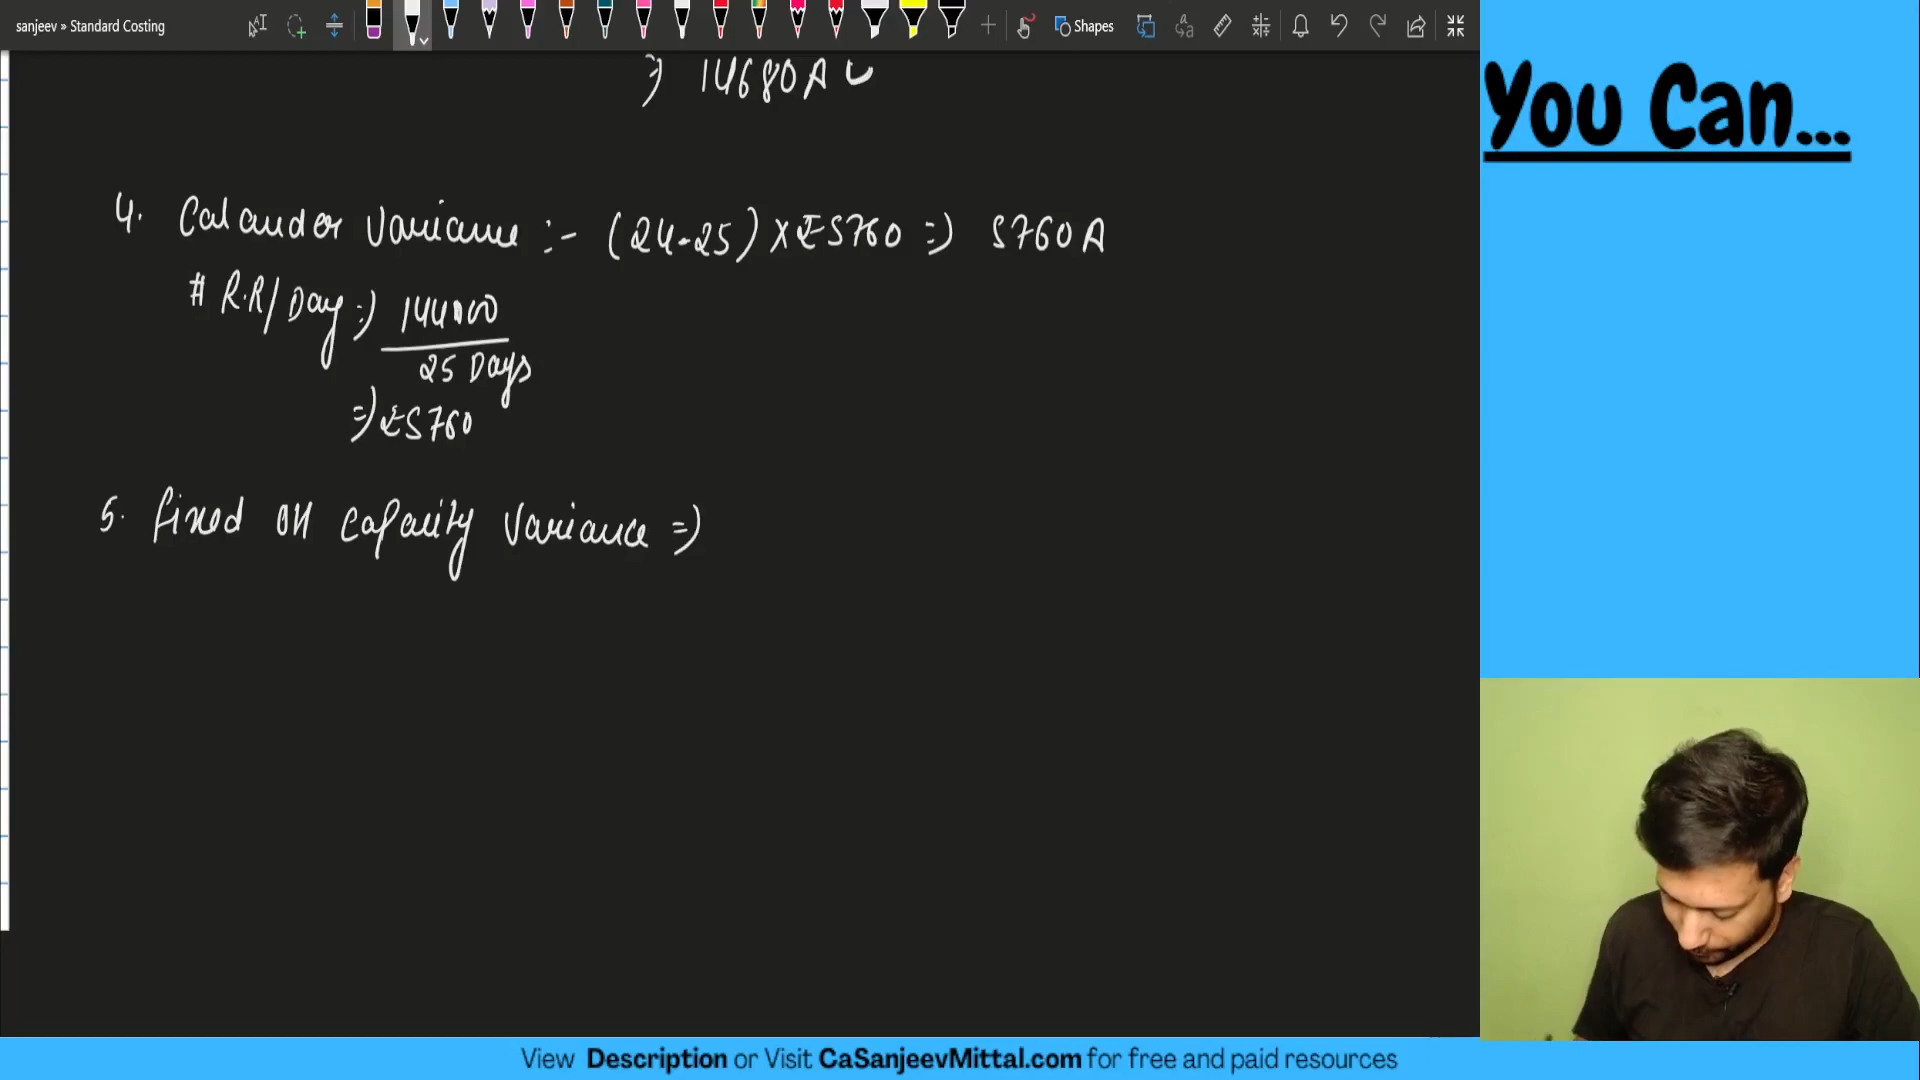 sanjeev » Standard Costing
Shapes
You Can...
=) 14680A
4. Calander Variance :- (24-25) x ₹5760 =) 5760 A
# R.R/Day =) 144000
25 Days
=) ₹5760
5. fixed OH capacity Variance =)
View Description or Visit CaSanjeevMittal.com for free and paid resources